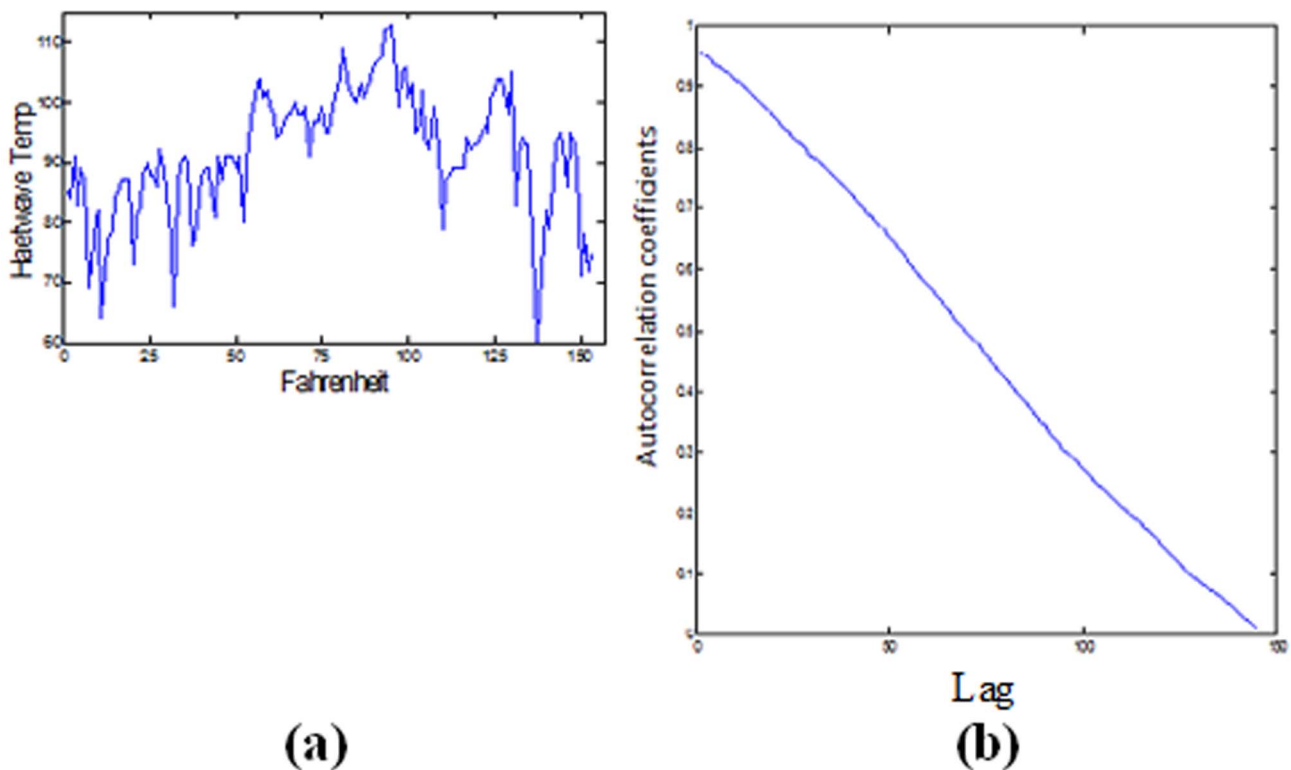 110
100
90
80
70
60
0 25 50 75 100 125 150
Haetwave Temp
Fahrenheit
(a)
1
0.9
0.8
0.7
0.6
0.5
0.4
0.3
0.2
0.1
0
0 50 100 150
Autocorrelation coefficients
Lag
(b)